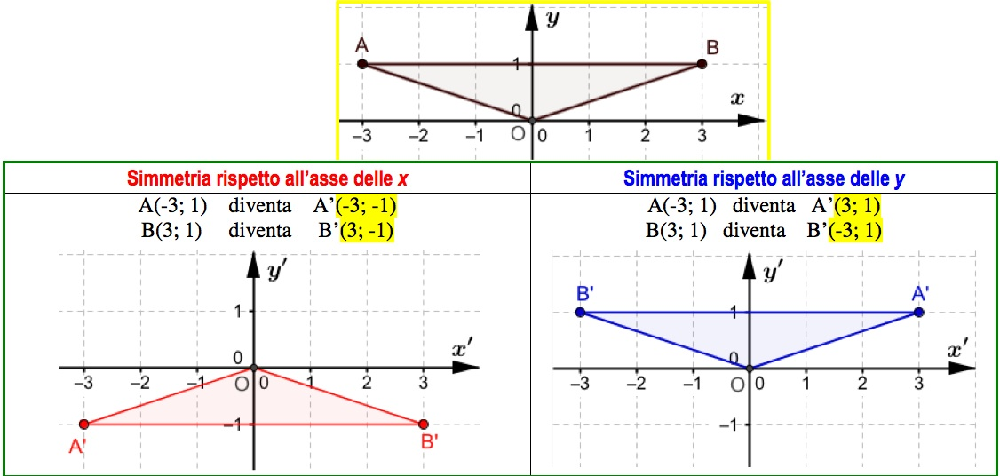 y
A B
1
x
0
–3 –2 –1 O 0 1 2 3
Simmetria rispetto all’asse delle x
A(-3; 1) diventa A’(-3; -1)
B(3; 1) diventa B’(3; -1)
y′
1
x′
0
–3 –2 –1 O 0 1 2 3
–1
A' B'
Simmetria rispetto all’asse delle y
A(-3; 1) diventa A’(3; 1)
B(3; 1) diventa B’(-3; 1)
y′
B' A'
1
x′
0
–3 –2 –1 O 0 1 2 3
–1